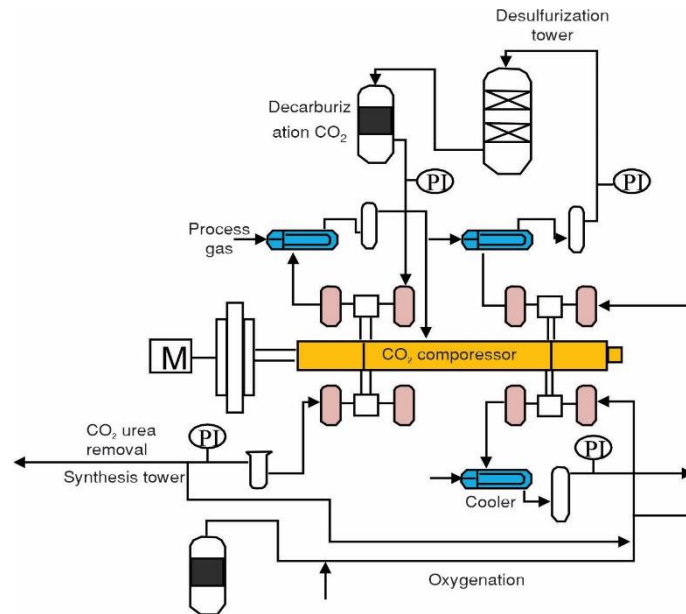 Desulfurization
tower
Decarburiz
ation CO₂
PI
PI
Process
gas
M
CO₂ comporessor
CO₂ urea
removal
PI
PI
Synthesis tower
Cooler
Oxygenation